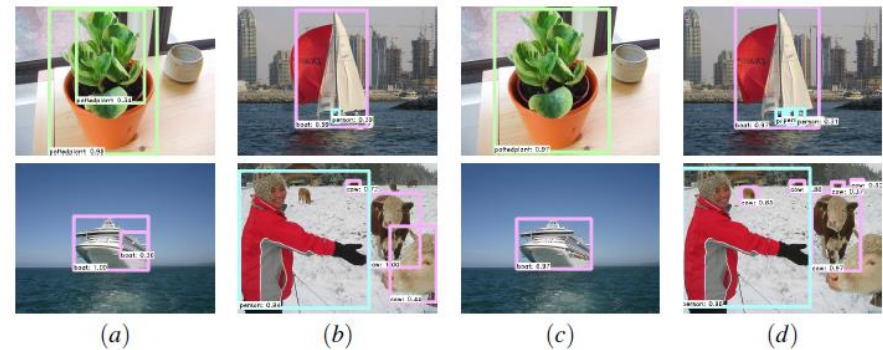 pottedplant: 0.34
pottedplant: 0.98
boat: 0.99
person: 0.39
pottedplant: 0.97
boat: 0.97
person: 0.31
boat: 0.30
boat: 1.00
cow: 0.72
cow: 1.00
cow: 0.44
person: 0.94
boat: 0.97
cow: 0.65
cow: 0.97
person: 0.98
(a)
(b)
(c)
(d)